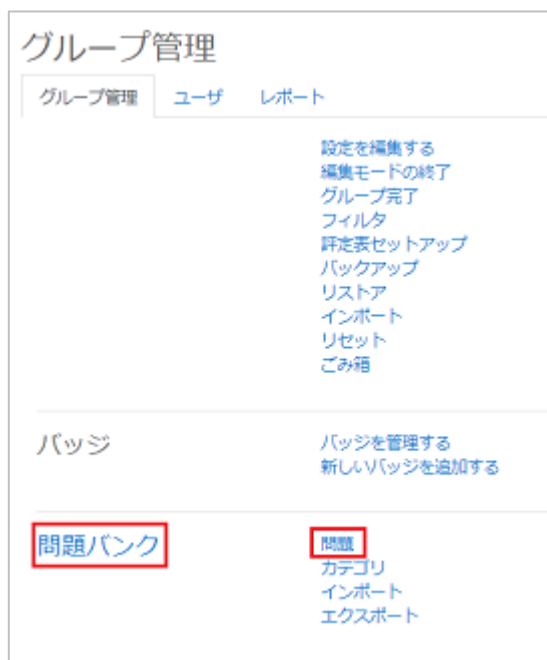 グループ管理
グループ管理 ユーザ レポート
設定を編集する
編集モードの終了
グループ完了
フィルタ
評定表セットアップ
バックアップ
リストア
インポート
リセット
ごみ箱
バッジ バッジを管理する
新しいバッジを追加する
問題バンク 問題
カテゴリ
インポート
エクスポート